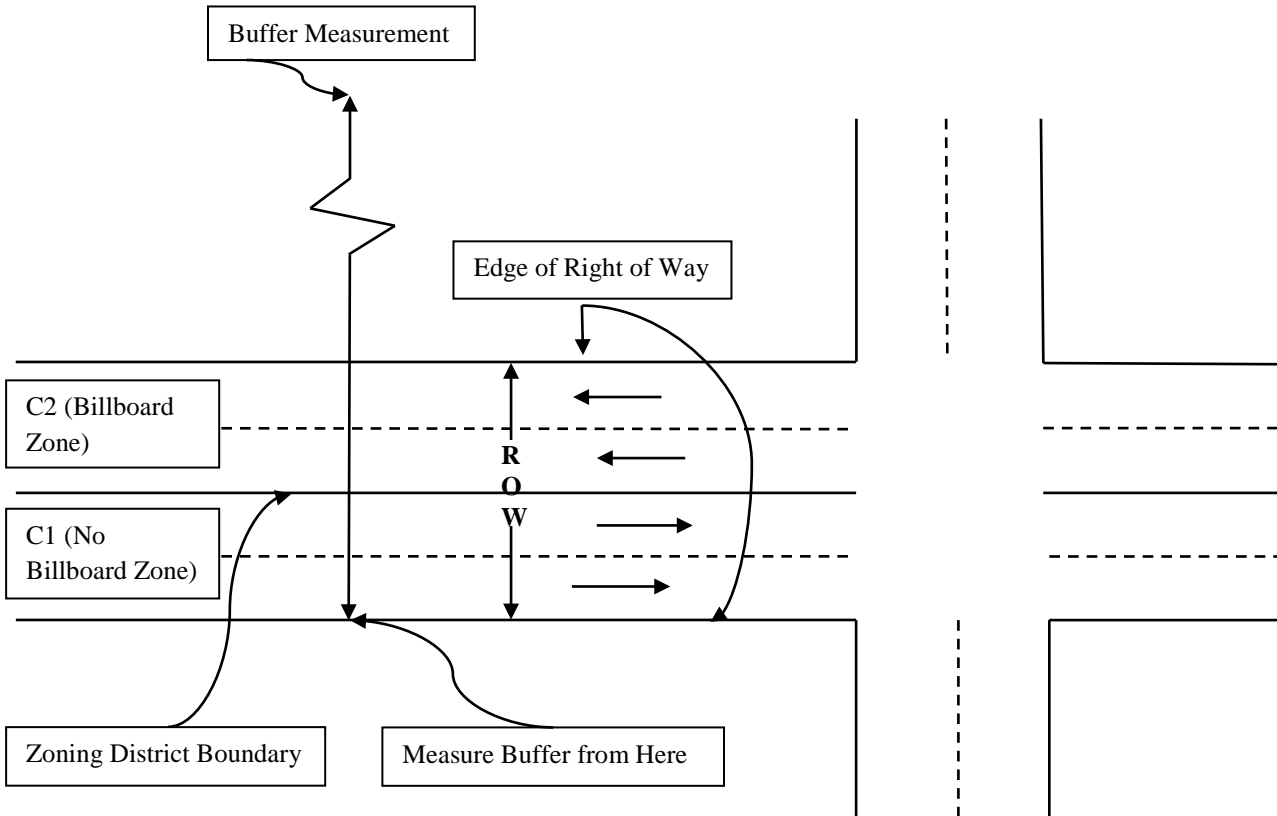 Buffer Measurement
Edge of Right of Way
C2 (Billboard
Zone)
R
O
W
C1 (No
Billboard Zone)
Zoning District Boundary
Measure Buffer from Here